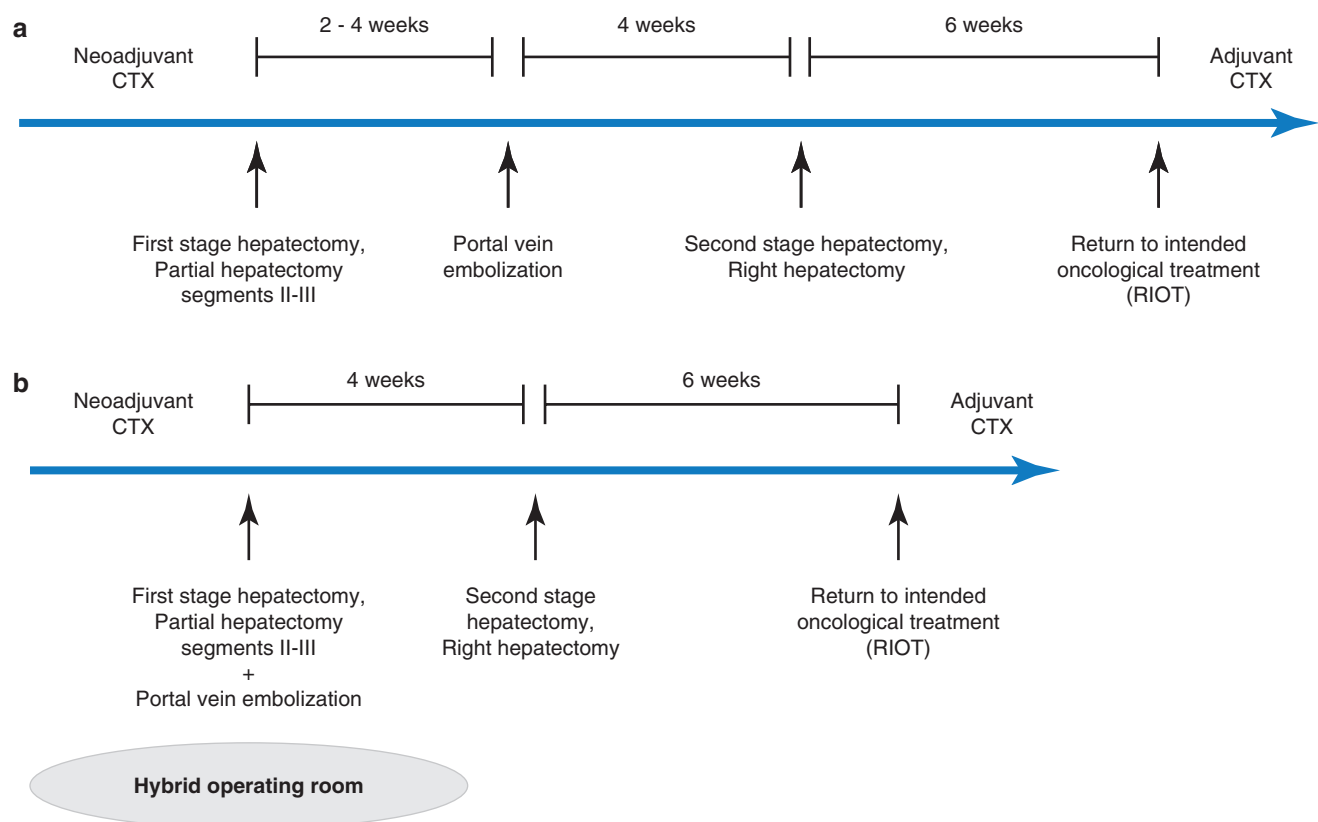 a
2 - 4 weeks
4 weeks
6 weeks
Neoadjuvant
CTX
Adjuvant
CTX
First stage hepatectomy,
Partial hepatectomy
segments II-III
Portal vein
embolization
Second stage hepatectomy,
Right hepatectomy
Return to intended
oncological treatment
(RIOT)
b
4 weeks
6 weeks
Neoadjuvant
CTX
Adjuvant
CTX
First stage hepatectomy,
Partial hepatectomy
segments II-III
+
Portal vein embolization
Second stage
hepatectomy,
Right hepatectomy
Return to intended
oncological treatment
(RIOT)
Hybrid operating room